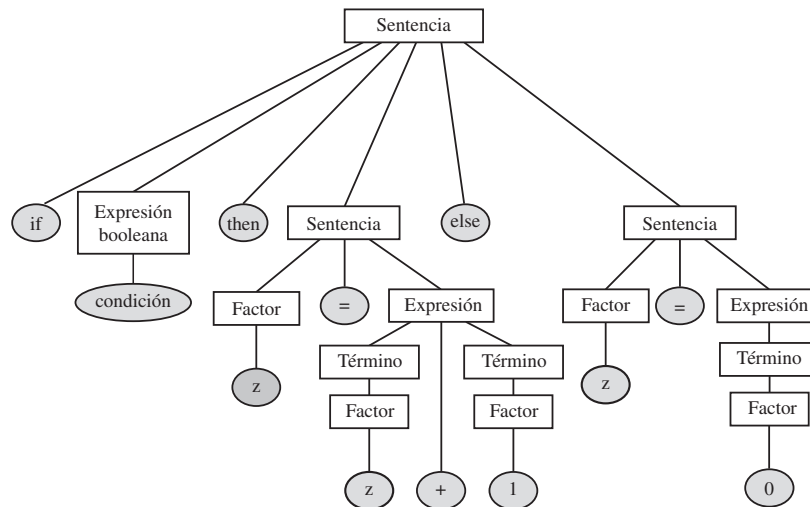 Sentencia
if
Expresión
booleana
then
Sentencia
else
Sentencia
condición
Factor
=
Expresión
Factor
=
Expresión
z
Término
Término
z
Término
Factor
Factor
Factor
z
+
1
0